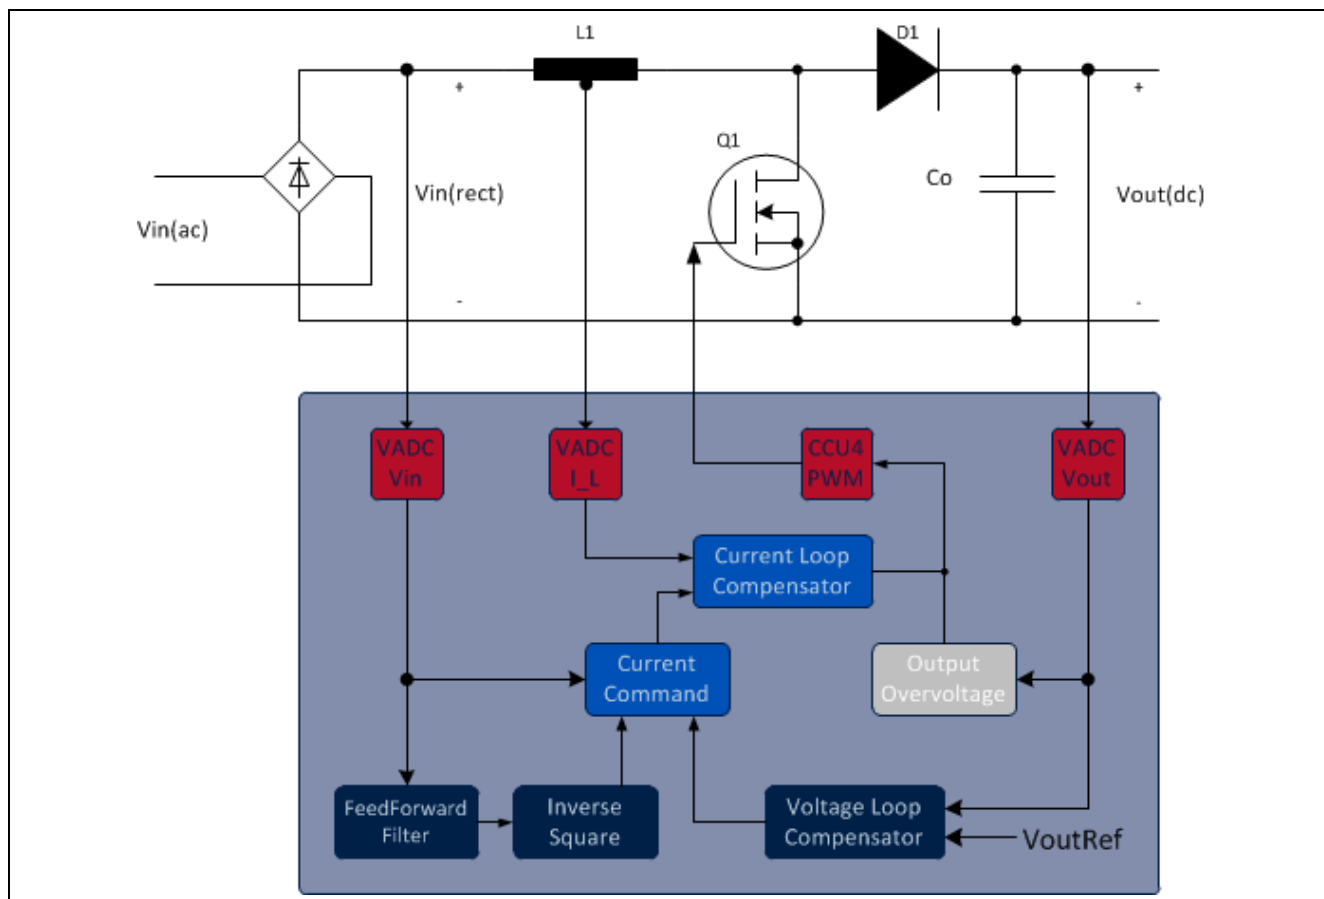 L1
D1
+
+
Q1
Vin(rect)
Co
Vout(dc)
Vin(ac)
-
-
VADC
Vin
VADC
I_L
CCU4
PWM
VADC
Vout
Current Loop
Compensator
Current
Command
Output
Overvoltage
FeedForward
Filter
Inverse
Square
Voltage Loop
Compensator
VoutRef